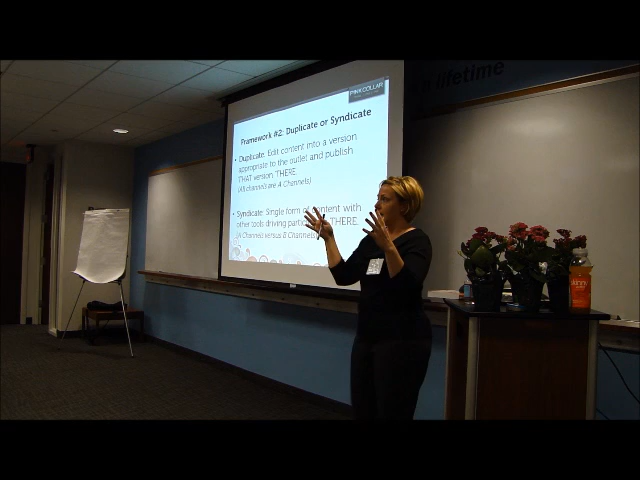 a lifetime
PINK COLLAR
Framework #2: Duplicate or Syndicate
• Duplicate: Edit content into a version
appropriate to the outlet and publish
THAT version THERE.
(All channels are A Channels)
• Syndicate: Single form of content with
other tools driving THERE.
(A Channels versus B Channels)